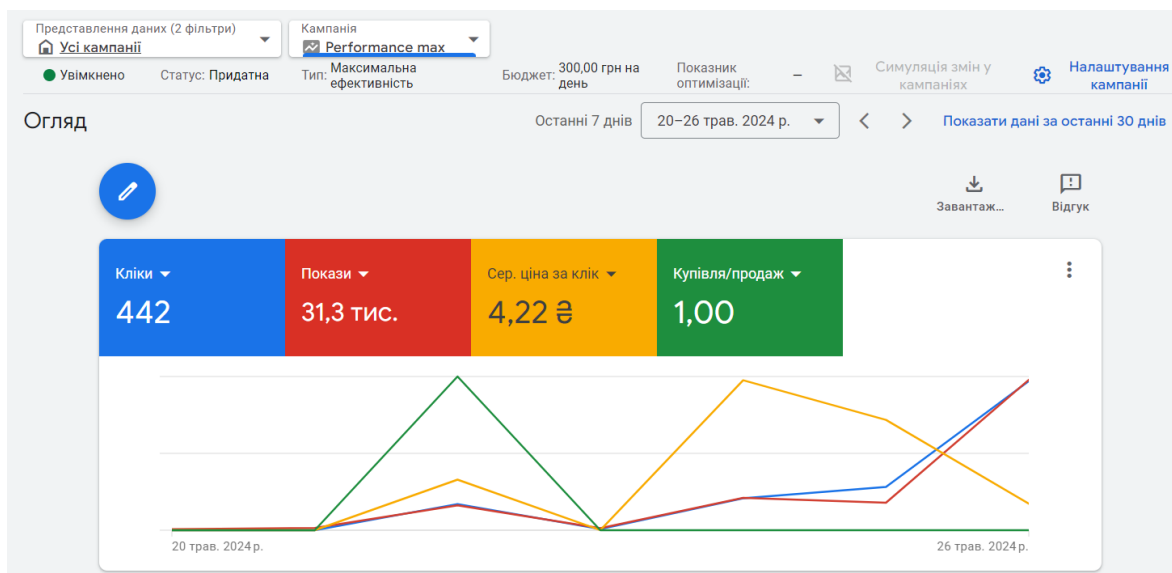 Представлення даних (2 фільтри)
Усі кампанії
Кампанія
Performance max
Увімкнено
Статус: Придатна
Тип: Максимальна
ефективність
Бюджет: 300,00 грн на
день
Показник
оптимізації:
–
Симуляція змін у
кампаніях
Налаштування
кампанії
Огляд
Останні 7 днів
20–26 трав. 2024 р.
Показати дані за останні 30 днів
Завантаж...
Відгук
Кліки
442
Покази
31,3 тис.
Сер. ціна за клік
4,22 ₴
Купівля/продаж
1,00
20 трав. 2024 р.
26 трав. 2024 р.